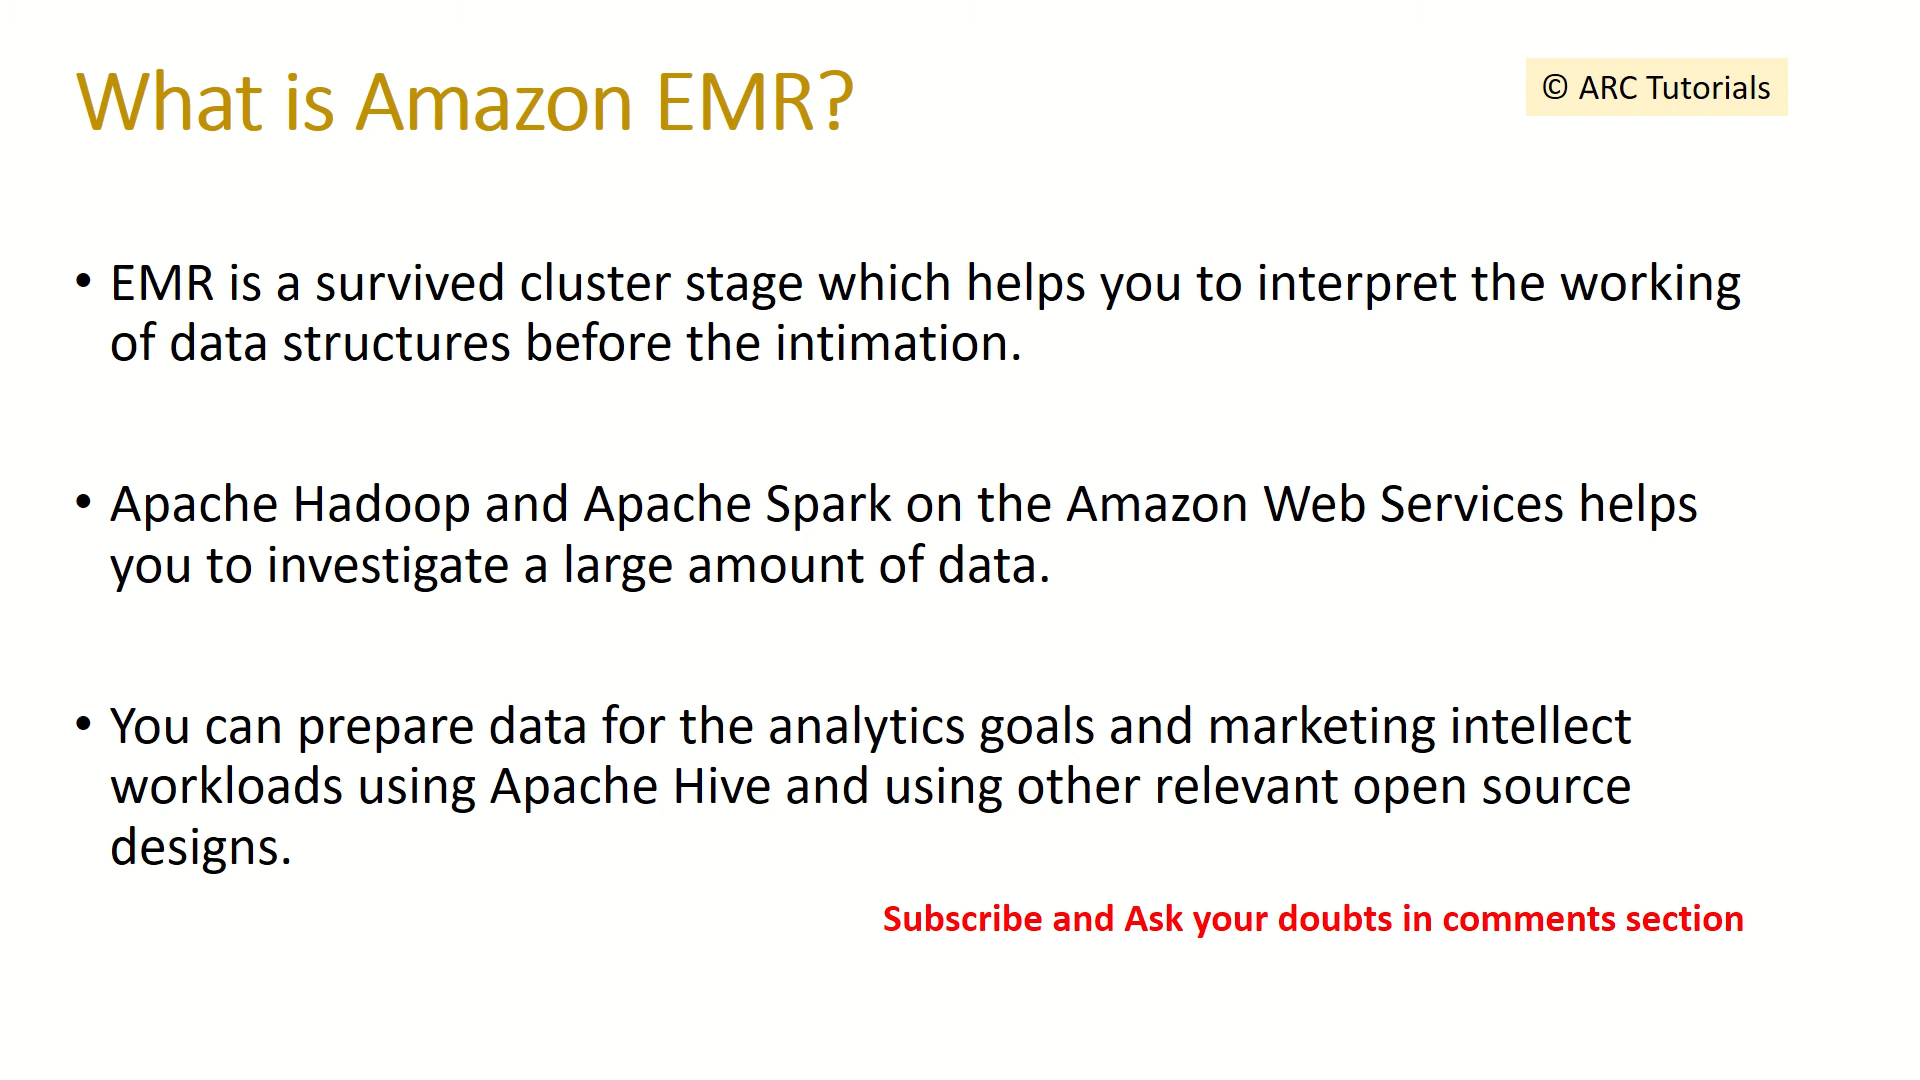 What is Amazon EMR?
© ARC Tutorials
• EMR is a survived cluster stage which helps you to interpret the working
of data structures before the intimation.
• Apache Hadoop and Apache Spark on the Amazon Web Services helps
you to investigate a large amount of data.
• You can prepare data for the analytics goals and marketing intellect
workloads using Apache Hive and using other relevant open source
designs.
Subscribe and Ask your doubts in comments section